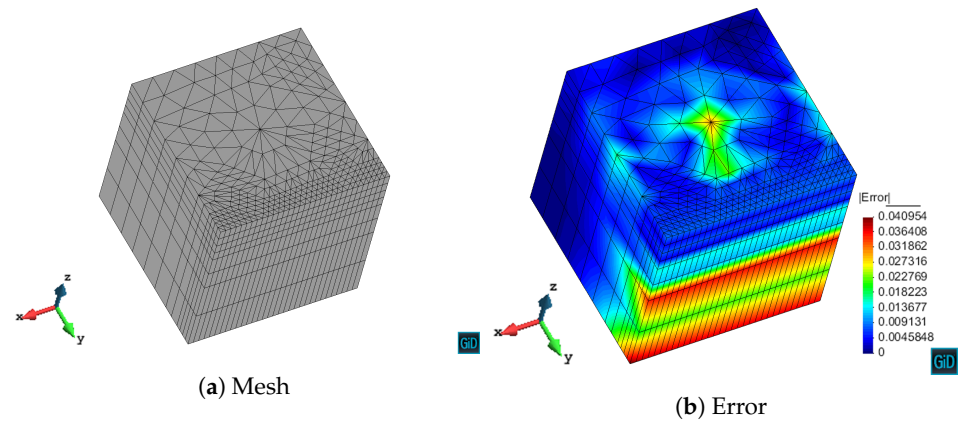 z
x
y
GiD
(a) Mesh
z
x
y
|Error|
0.040954
0.036408
0.031862
0.027316
0.022769
0.018223
0.013677
0.009131
0.0045848
0
GiD
(b) Error